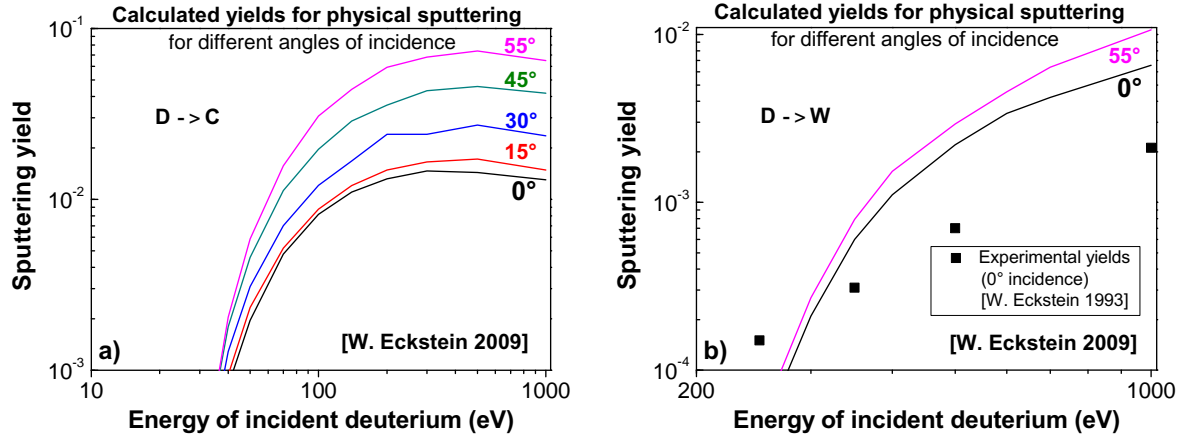 Calculated yields for physical sputtering
for different angles of incidence
10⁻¹
10⁻²
10⁻³
Sputtering yield
55°
45°
30°
15°
0°
D -> C
a)
[W. Eckstein 2009]
10
100
1000
Energy of incident deuterium (eV)
Calculated yields for physical sputtering
for different angles of incidence
10⁻²
10⁻³
10⁻⁴
Sputtering yield
55°
0°
D -> W
Experimental yields
(0° incidence)
[W. Eckstein 1993]
b)
[W. Eckstein 2009]
200
1000
Energy of incident deuterium (eV)